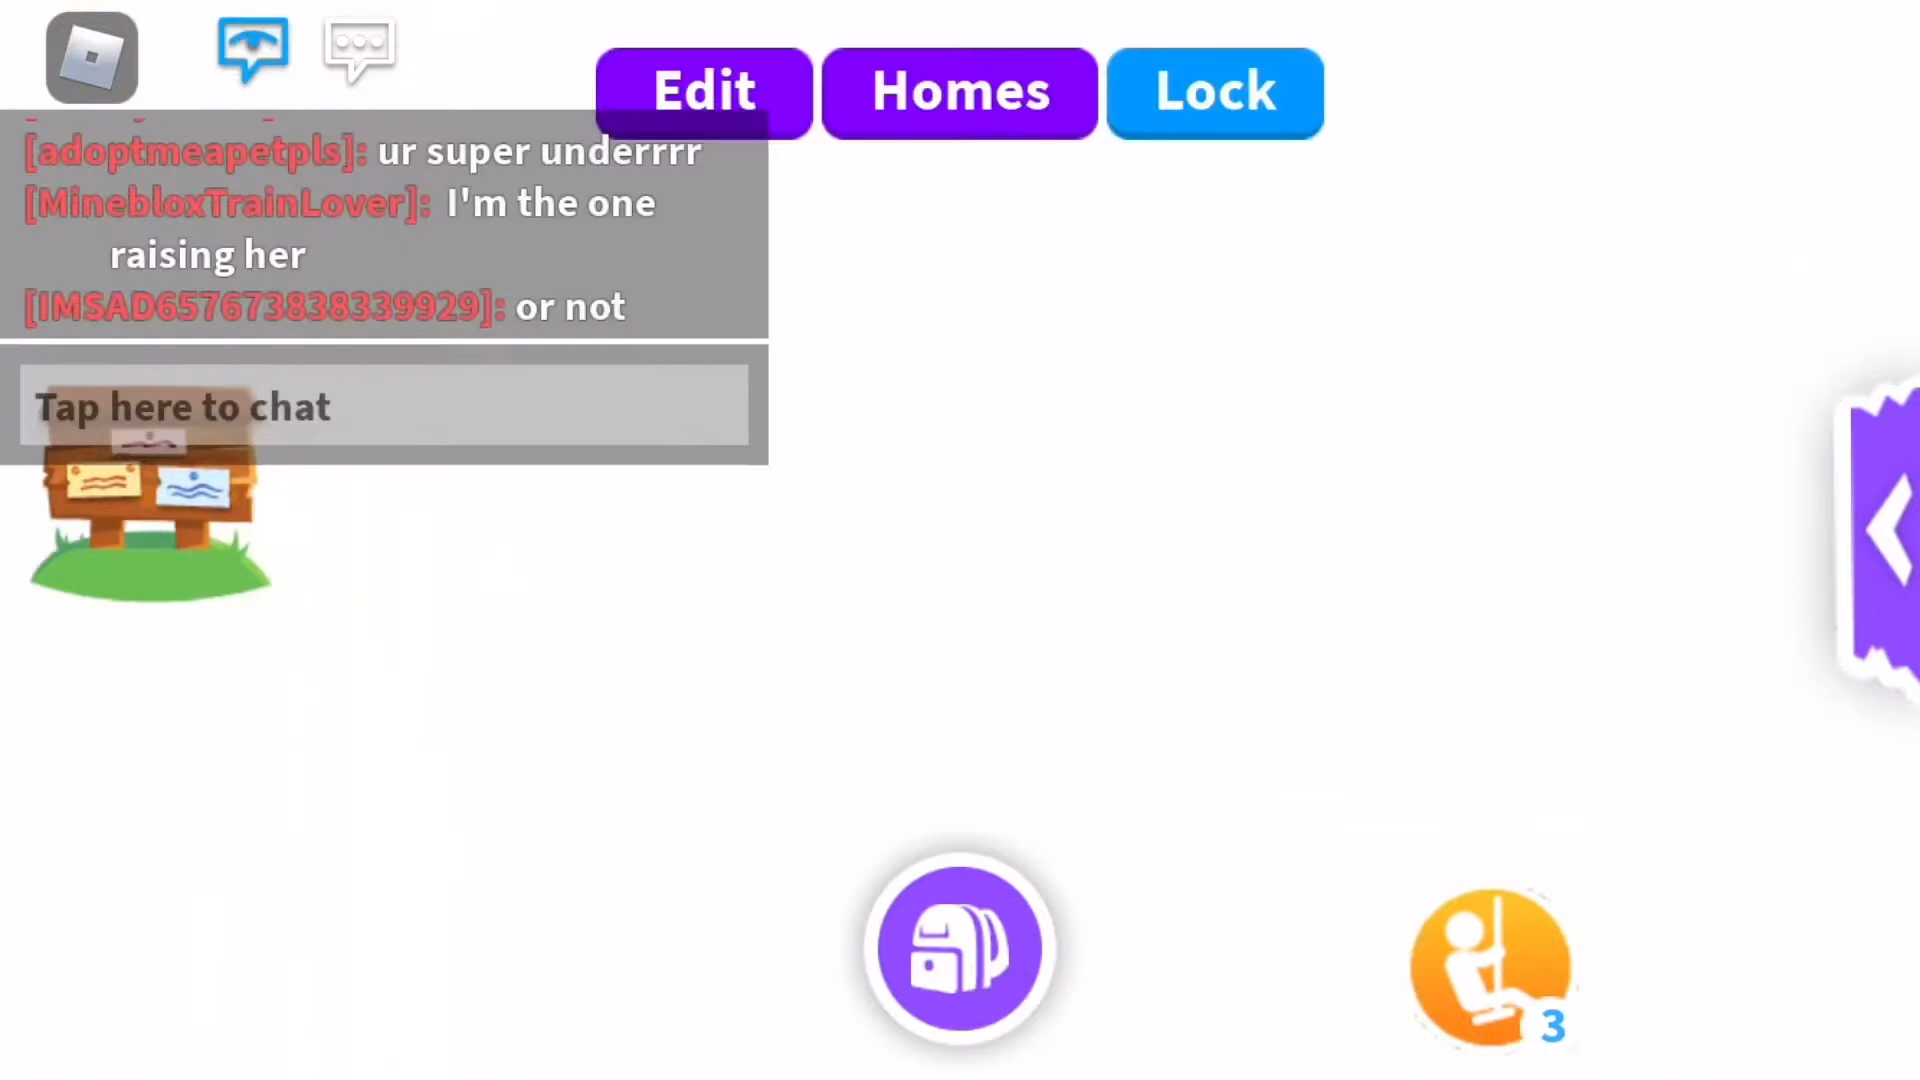 Edit Homes Lock
[adoptmeapetpls]: ur super underrrr
[MinebloxTrainLover]: I'm the one
raising her
[IMSAD657673838339929]: or not
Tap here to chat
3